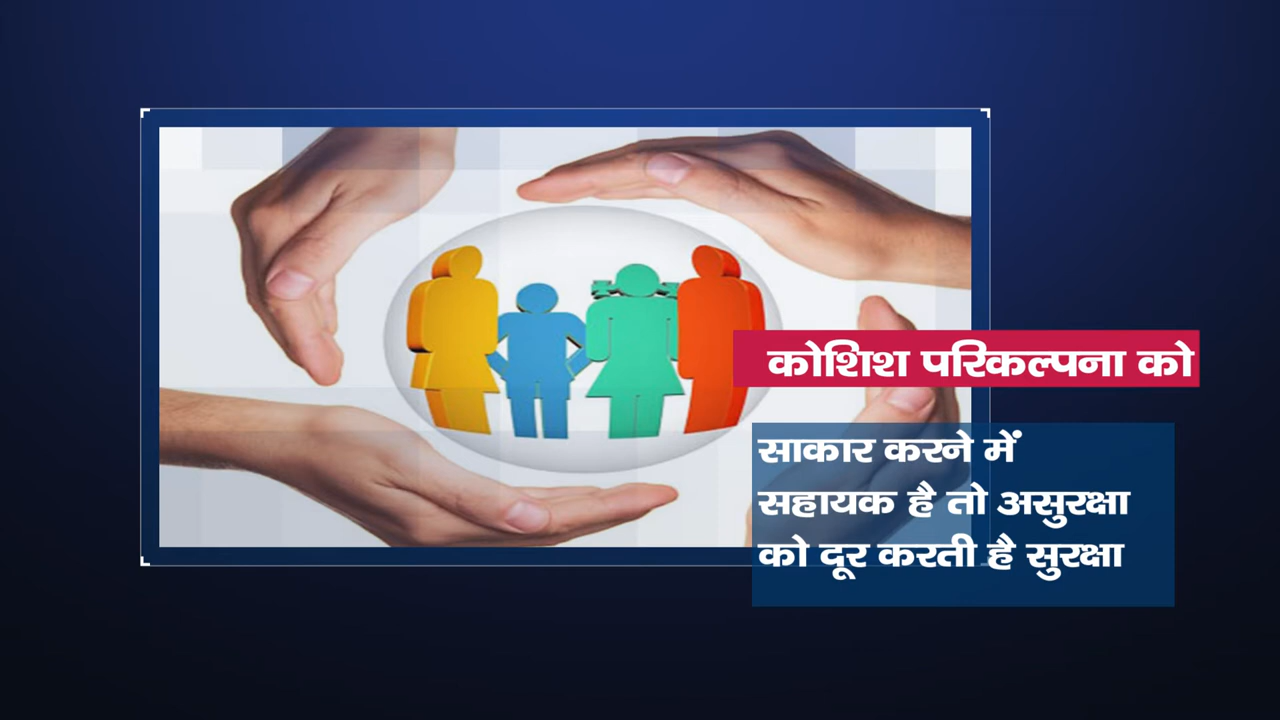 कोशिश परिकल्पना को
साकार करने में
सहायक है तो असुरक्षा
को दूर करती है सुरक्षा